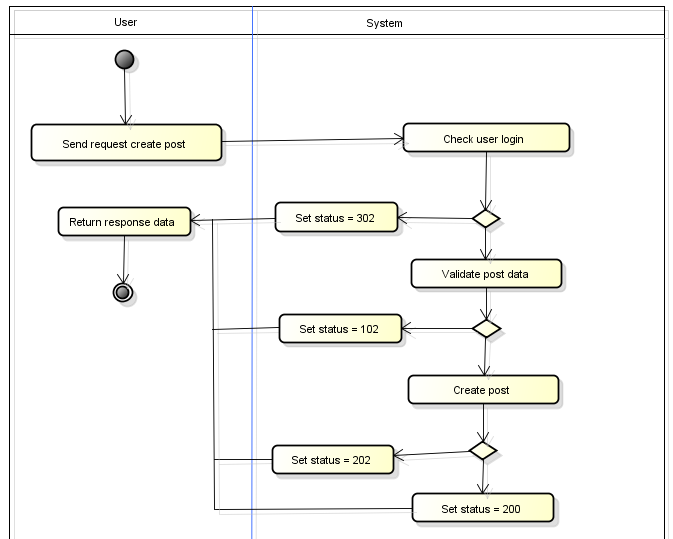 User
System
Send request create post
Check user login
Return response data
Set status = 302
Validate post data
Set status = 102
Create post
Set status = 202
Set status = 200